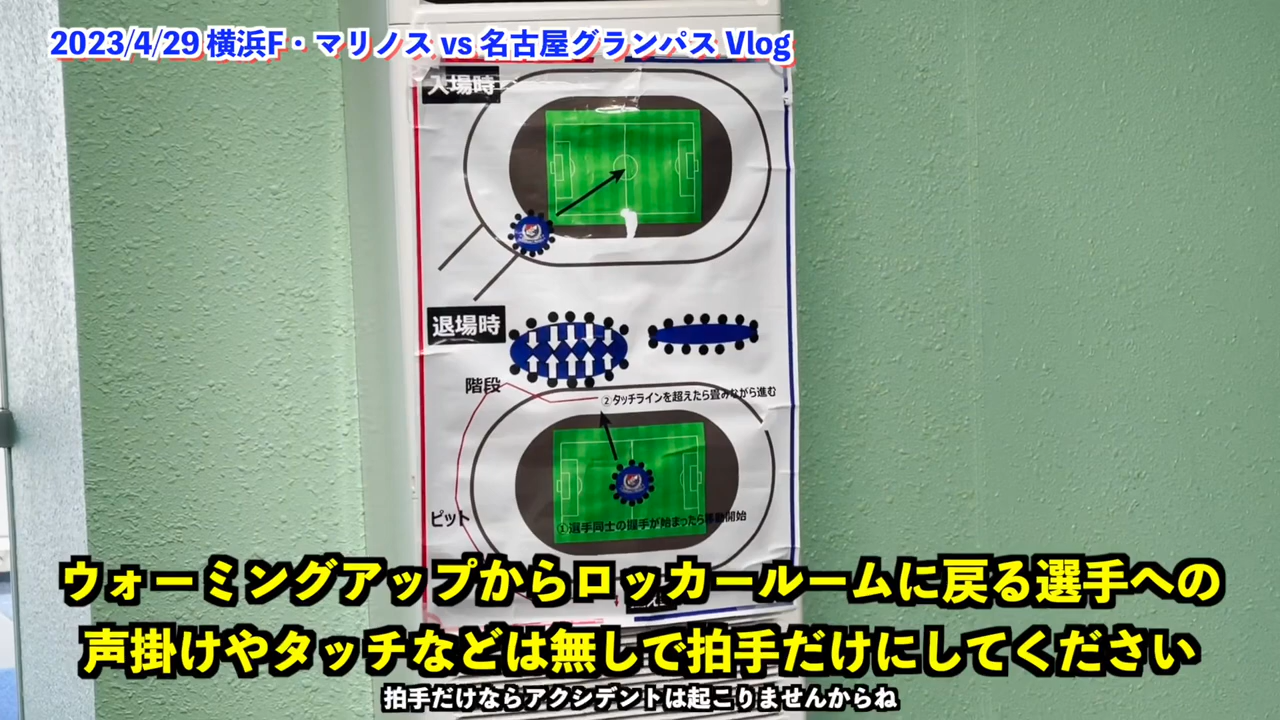 2023/4/29 横浜F・マリノス vs 名古屋グランパス Vlog
入場時
退場時
階段
②タッチラインを超えたら畳みながら進む
ピット
①選手同士の握手が始まったら移動開始
ウォーミングアップからロッカールームに戻る選手への
声掛けやタッチなどは無しで拍手だけにしてください
拍手だけならアクシデントは起こりませんからね